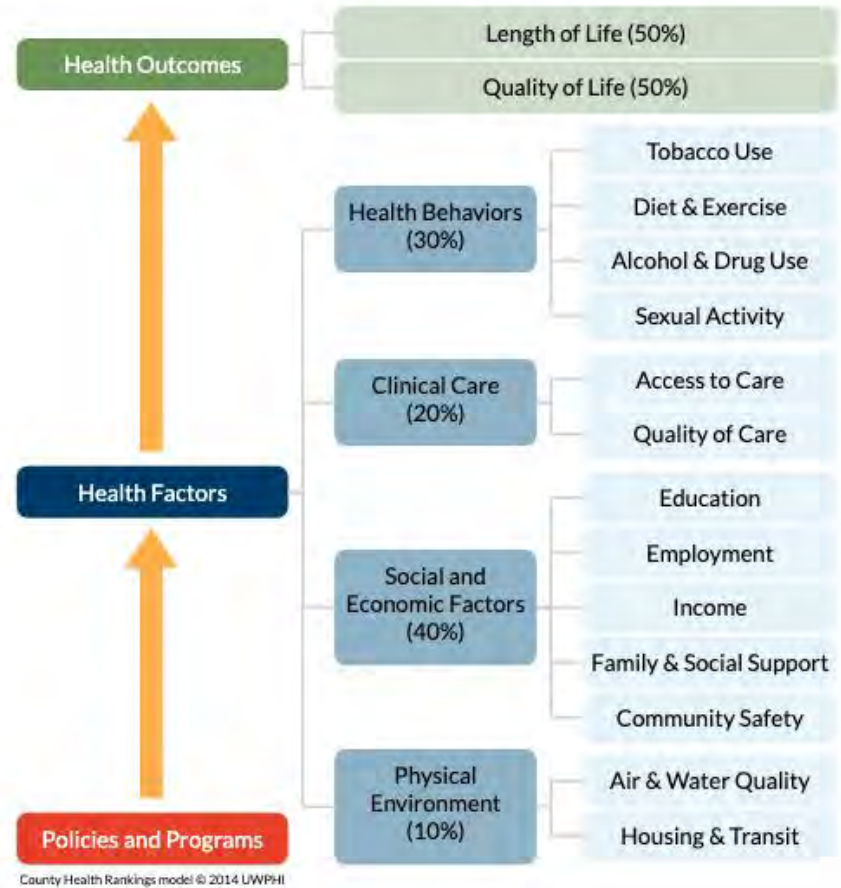 Health Outcomes
Length of Life (50%)
Quality of Life (50%)
Health Factors
Health Behaviors
(30%)
Tobacco Use
Diet & Exercise
Alcohol & Drug Use
Sexual Activity
Clinical Care
(20%)
Access to Care
Quality of Care
Social and
Economic Factors
(40%)
Education
Employment
Income
Family & Social Support
Community Safety
Physical
Environment
(10%)
Air & Water Quality
Housing & Transit
Policies and Programs
County Health Rankings model © 2014 UWPHI